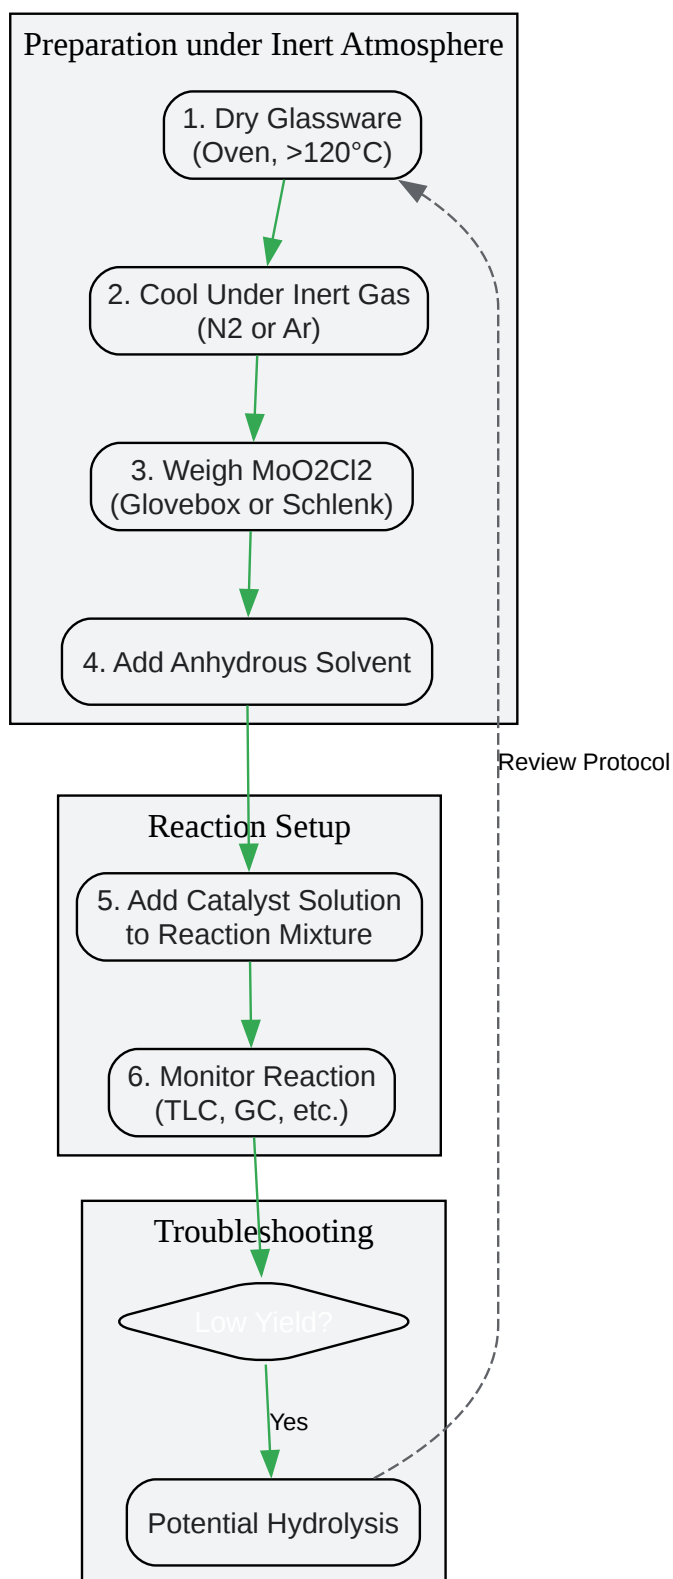 Preparation under Inert Atmosphere
1. Dry Glassware
(Oven, >120°C)
2. Cool Under Inert Gas
(N2 or Ar)
3. Weigh MoO2Cl2
(Glovebox or Schlenk)
4. Add Anhydrous Solvent
Review Protocol
Reaction Setup
5. Add Catalyst Solution
to Reaction Mixture
6. Monitor Reaction
(TLC, GC, etc.)
Troubleshooting
Low Yield?
Yes
Potential Hydrolysis